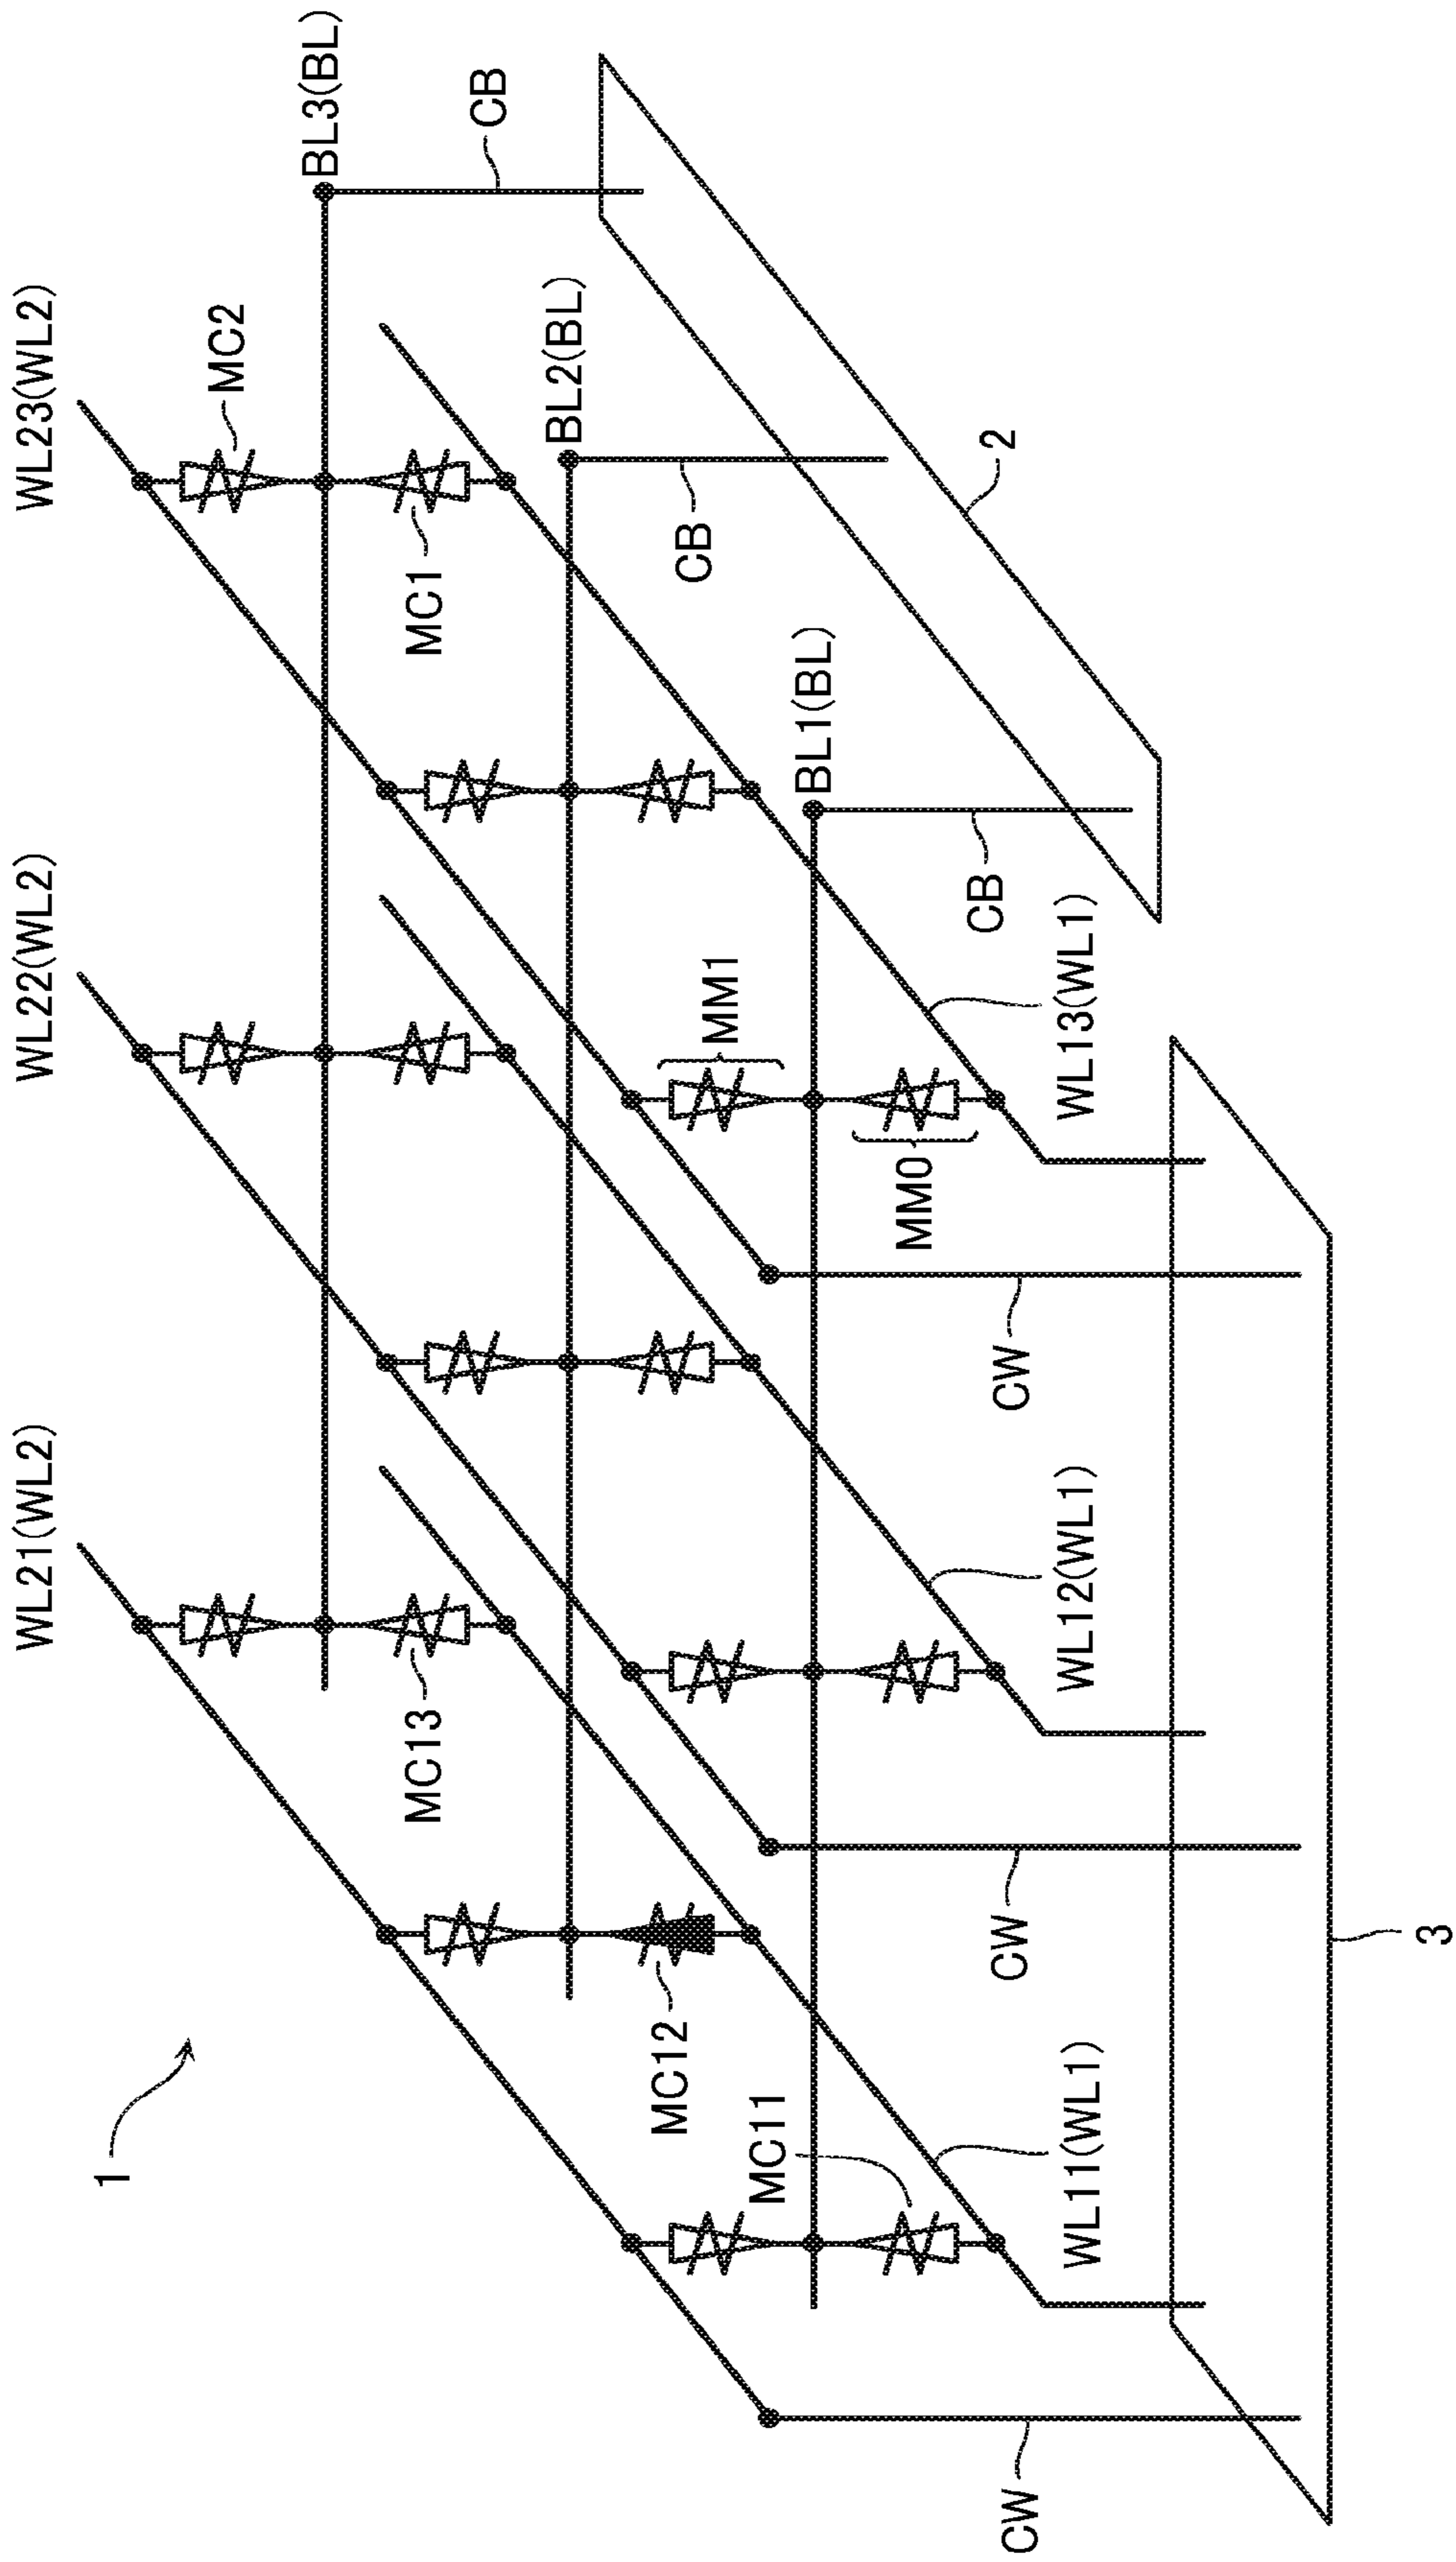 1
WL21(WL2)
WL22(WL2)
WL23(WL2)
MC2
BL3(BL)
MC13
MC1
CB
BL2(BL)
MC12
MM1
CB
MC11
BL1(BL)
MM0
CB
2
WL11(WL1)
WL12(WL1)
WL13(WL1)
CW
CW
CW
3